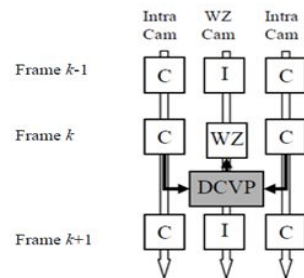 Intra WZ Intra
Cam Cam Cam
Frame k-1 C I C
Frame k C WZ C
DCVP
Frame k+1 C I C